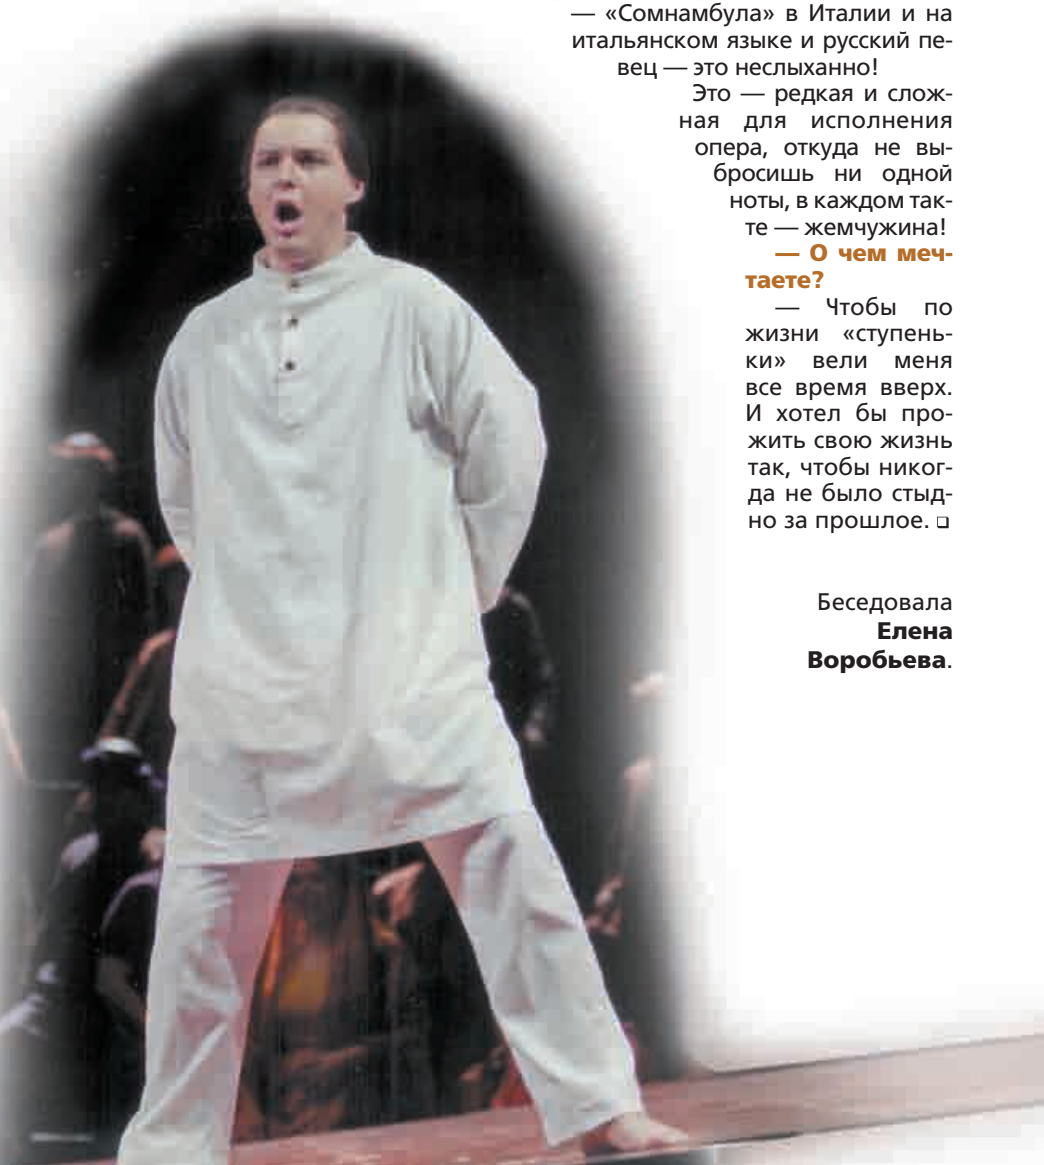 — «Сомнамбула» в Италии и на
итальянском языке и русский пе-
вец — это неслыханно!
Это — редкая и слож-
ная для исполнения
опера, откуда не вы-
бросишь ни одной
ноты, в каждом так-
те — жемчужина!
— О чем меч-
таете?
— Чтобы по
жизни «ступень-
ки» вели меня
все время вверх.
И хотел бы про-
жить свою жизнь
так, чтобы никог-
да не было стыд-
но за прошлое. ❑
Беседовала
Елена
Воробьева.